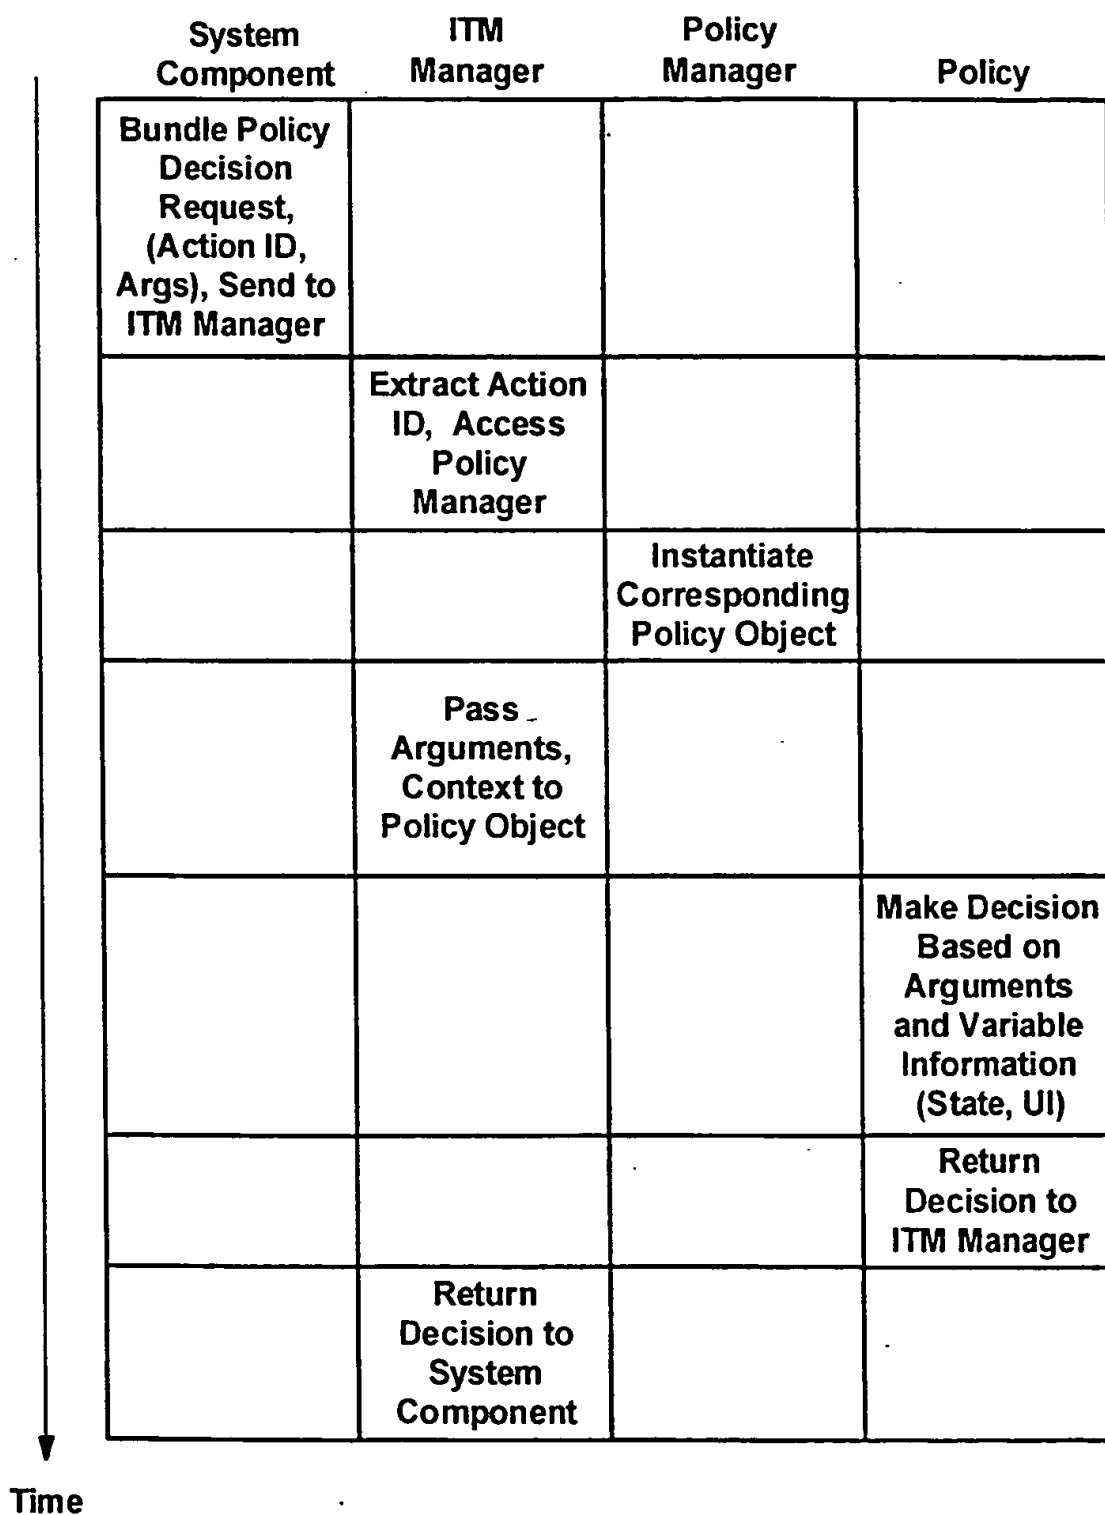 System
Component
ITM
Manager
Policy
Manager
Policy
Bundle Policy
Decision
Request,
(Action ID,
Args), Send to
ITM Manager
Extract Action
ID, Access
Policy
Manager
Instantiate
Corresponding
Policy Object
Pass
Arguments,
Context to
Policy Object
Make Decision
Based on
Arguments
and Variable
Information
(State, UI)
Return
Decision to
ITM Manager
Return
Decision to
System
Component
Time